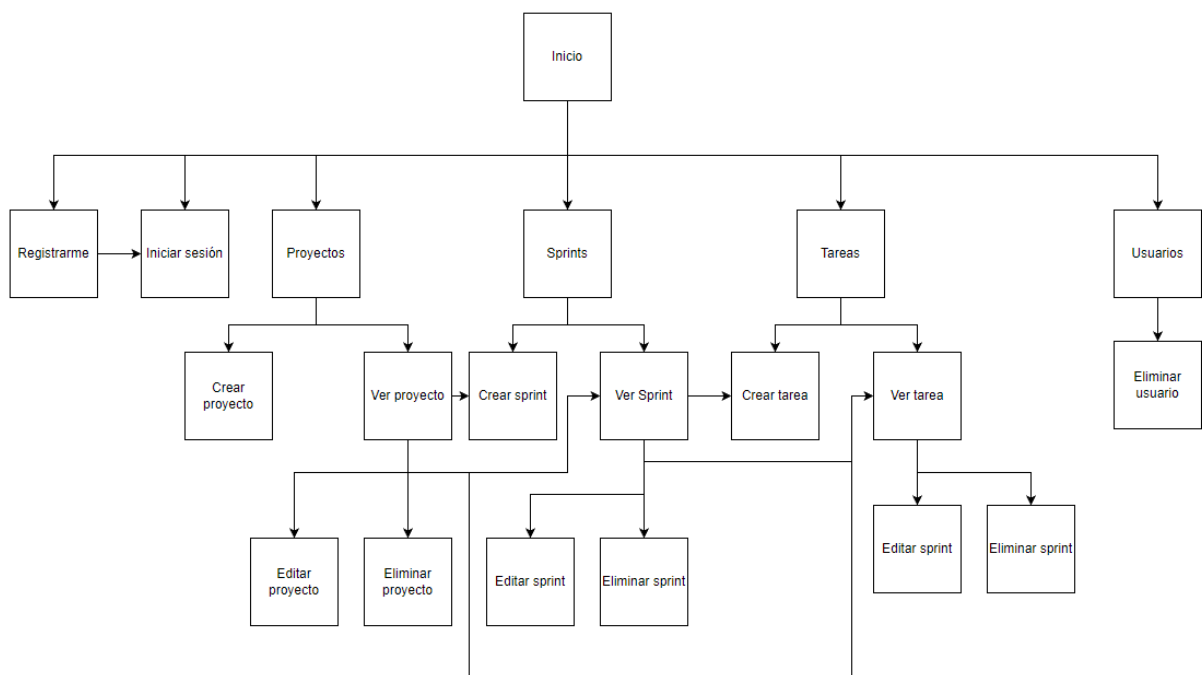 Inicio
Registrarme
Iniciar sesión
Proyectos
Sprints
Tareas
Usuarios
Crear
proyecto
Ver proyecto
Crear sprint
Ver Sprint
Crear tarea
Ver tarea
Eliminar
usuario
Editar
proyecto
Eliminar
proyecto
Editar sprint
Eliminar sprint
Editar sprint
Eliminar sprint